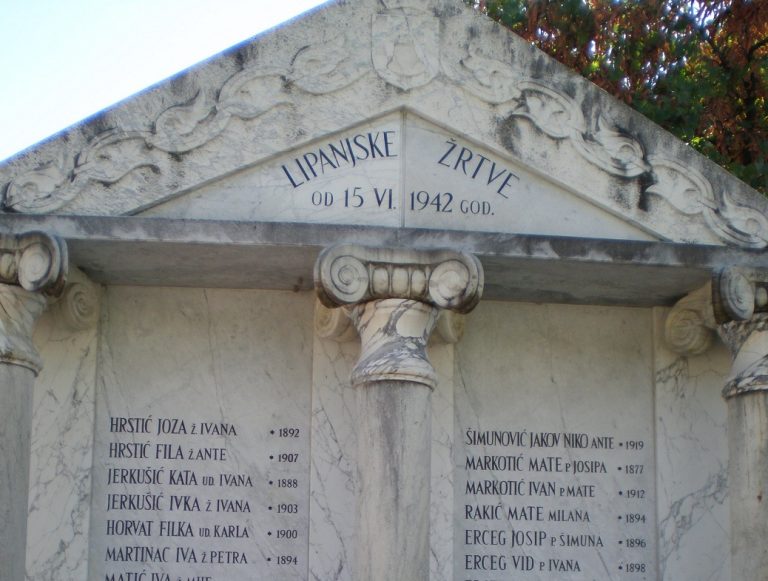 LIPANJSKE ŽRTVE
OD 15 VI. 1942 GOD.
HRSTIĆ JOZA Ž. IVANA • 1892
HRSTIĆ FILA Ž. ANTE • 1907
JERKUŠIĆ KATA UD IVANA • 1888
JERKUŠIĆ IVKA Ž. IVANA • 1903
HORVAT FILKA UD. KARLA • 1900
MARTINAC IVA Ž. PETRA • 1894
MATIĆ IVA Ž. MIJE
ŠIMUNOVIĆ JAKOV NIKO ANTE • 1919
MARKOTIĆ MATE P. JOSIPA • 1877
MARKOTIĆ IVAN P. MATE • 1912
RAKIĆ MATE MILANA • 1894
ERCEG JOSIP P. ŠIMUNA • 1896
ERCEG VID P. IVANA • 1898